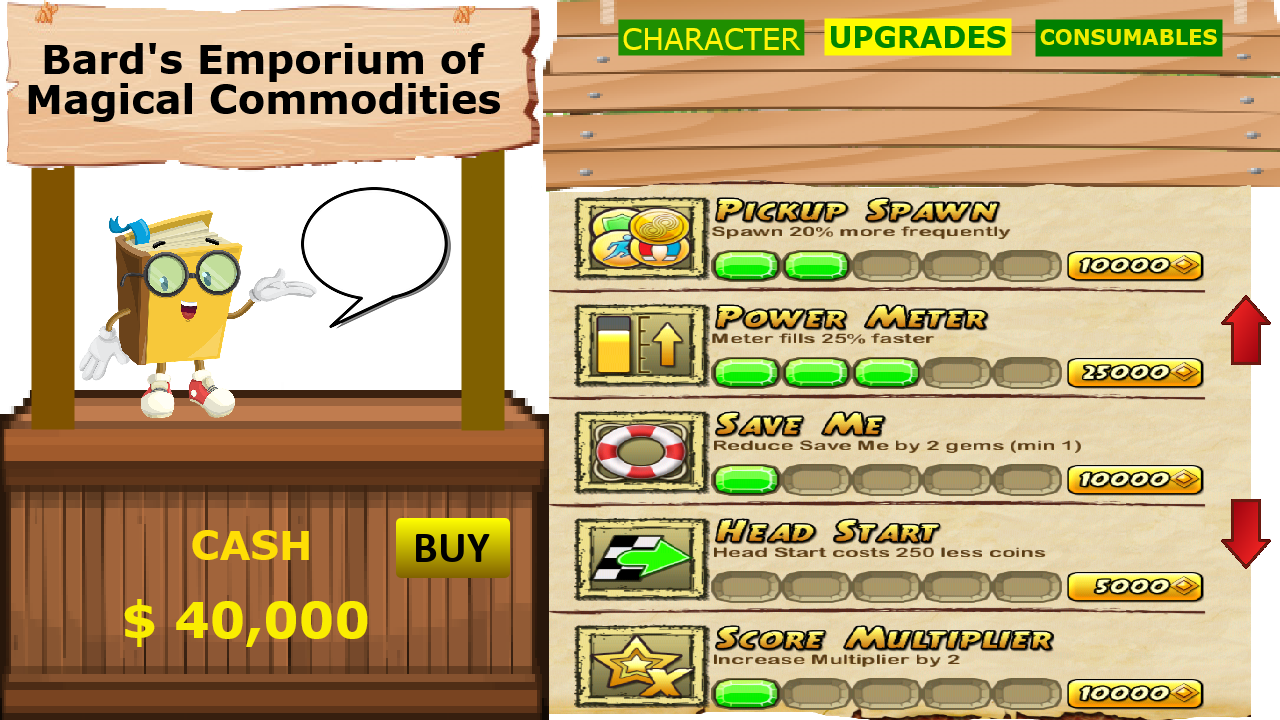 Bard's Emporium of
Magical Commodities
CASH
BUY
$ 40,000
CHARACTER
UPGRADES
CONSUMABLES
PICKUP SPAWN
Spawn 20% more frequently
10000
POWER METER
Meter fills 25% faster
25000
SAVE ME
Reduce Save Me by 2 gems (min 1)
10000
HEAD START
Head Start costs 250 less coins
5000
SCORE MULTIPLIER
Increase Multiplier by 2
10000